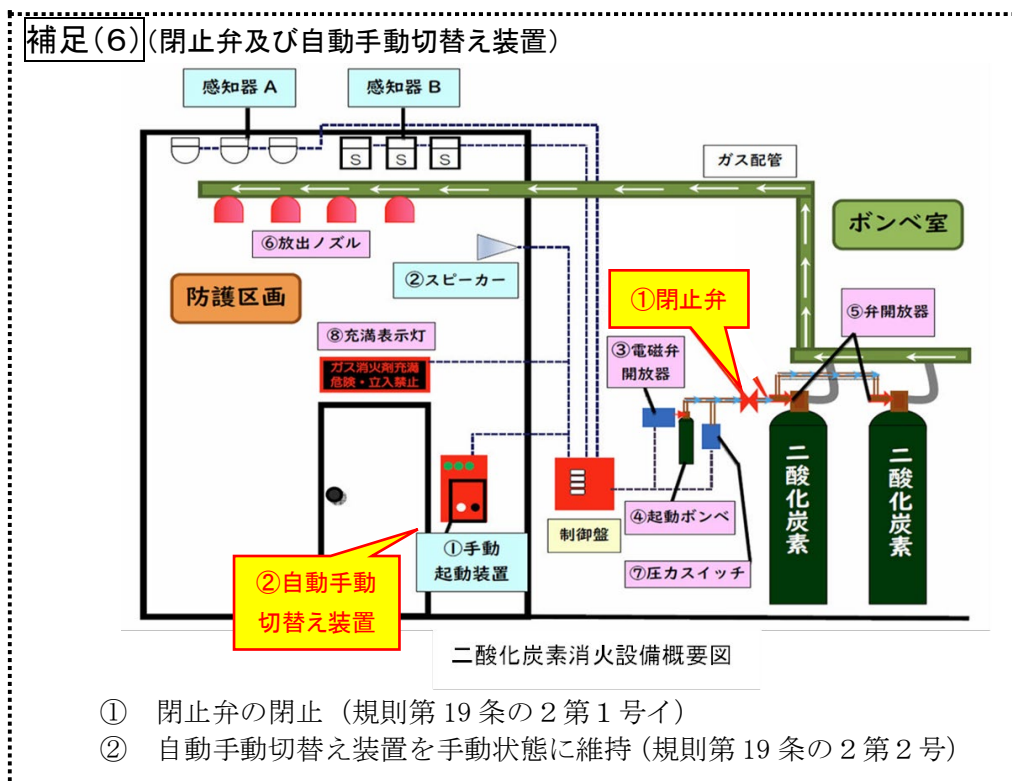 補足(6)(閉止弁及び自動手動切替え装置)
感知器 A
感知器 B
S
S
S
ガス配管
ボンベ室
⑥放出ノズル
②スピーカー
①閉止弁
⑤弁開放器
防護区画
⑧充満表示灯
ガス消火剤充満
危険・立入禁止
③電磁弁
開放器
二酸化炭素
二酸化炭素
④起動ボンベ
制御盤
①手動
起動装置
⑦圧力スイッチ
②自動手動
切替え装置
二酸化炭素消火設備概要図
① 閉止弁の閉止(規則第 19 条の2第1号イ)
② 自動手動切替え装置を手動状態に維持(規則第 19 条の2第2号)